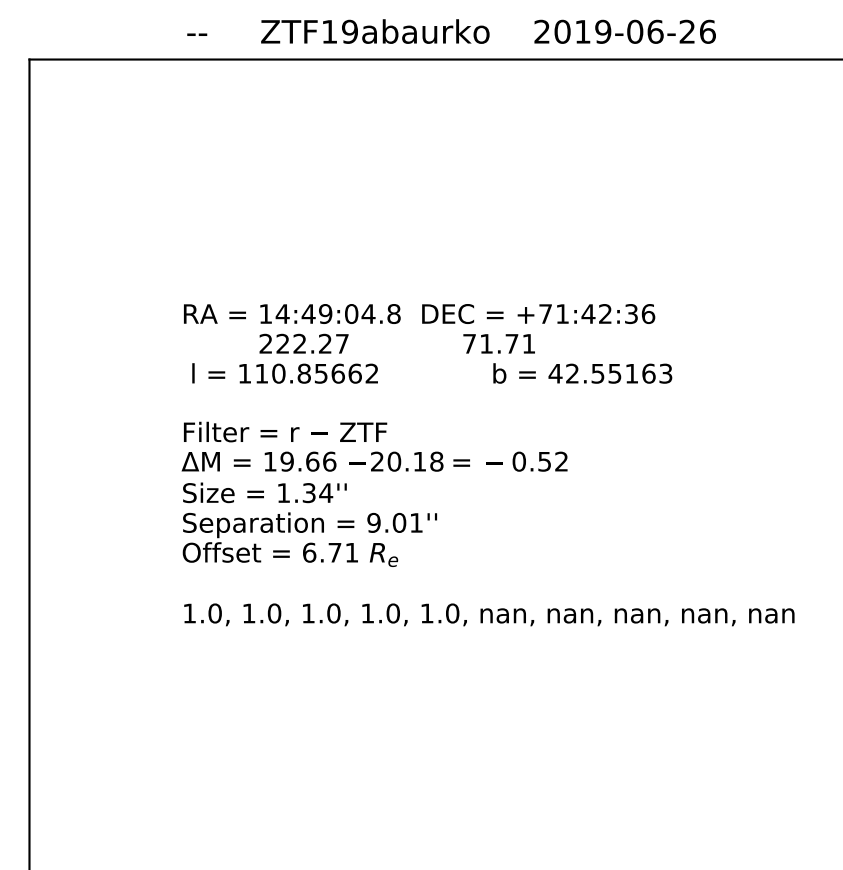 -- ZTF19abaurko 2019-06-26
RA = 14:49:04.8 DEC = +71:42:36
222.27 71.71
l = 110.85662 b = 42.55163
Filter = r − ZTF
ΔM = 19.66 −20.18 = − 0.52
Size = 1.34''
Separation = 9.01''
Offset = 6.71 Rₑ
1.0, 1.0, 1.0, 1.0, 1.0, nan, nan, nan, nan, nan